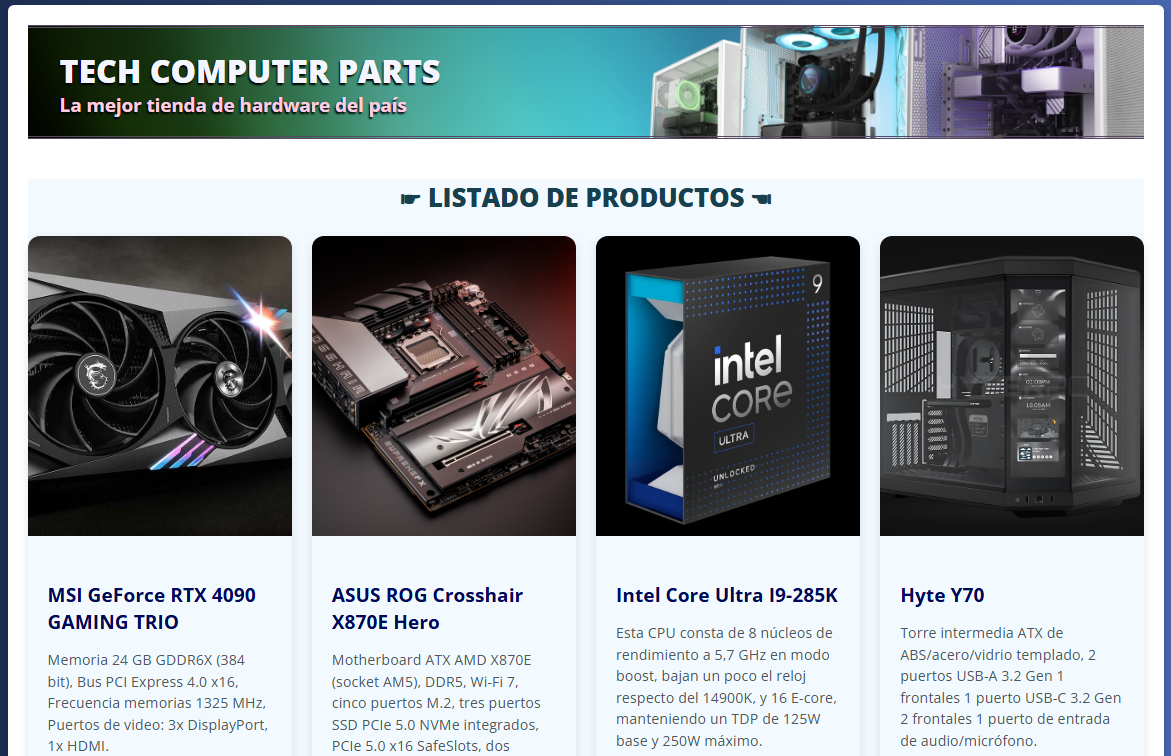 TECH COMPUTER PARTS
La mejor tienda de hardware del país
☛ LISTADO DE PRODUCTOS ☚
HERO
9
intel
CORE
ULTRA
UNLOCKED
MSI GeForce RTX 4090
GAMING TRIO
Memoria 24 GB GDDR6X (384
bit), Bus PCI Express 4.0 x16,
Frecuencia memorias 1325 MHz,
Puertos de video: 3x DisplayPort,
1x HDMI.
ASUS ROG Crosshair
X870E Hero
Motherboard ATX AMD X870E
(socket AM5), DDR5, Wi-Fi 7,
cinco puertos M.2, tres puertos
SSD PCIe 5.0 NVMe integrados,
PCIe 5.0 x16 SafeSlots, dos
Intel Core Ultra I9-285K
Esta CPU consta de 8 núcleos de
rendimiento a 5,7 GHz en modo
boost, bajan un poco el reloj
respecto del 14900K, y 16 E-core,
manteniendo un TDP de 125W
base y 250W máximo.
Hyte Y70
Torre intermedia ATX de
ABS/acero/vidrio templado, 2
puertos USB-A 3.2 Gen 1
frontales 1 puerto USB-C 3.2 Gen
2 frontales 1 puerto de entrada
de audio/micrófono.